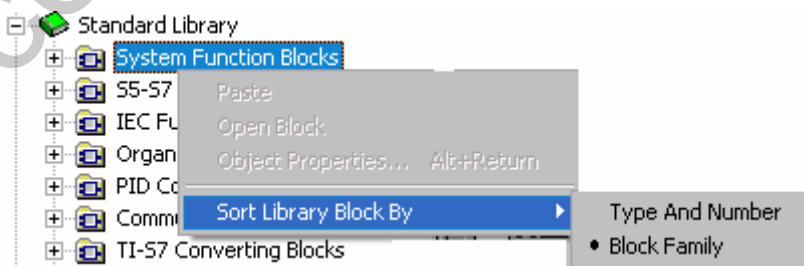 Standard Library
System Function Blocks
S5-S7
Paste
IEC Fu
Open Block
Organ
Object Properties... Alt+Return
PID Co
Commu
Sort Library Block By
Type And Number
TI-S7 Converting Blocks
Block Family